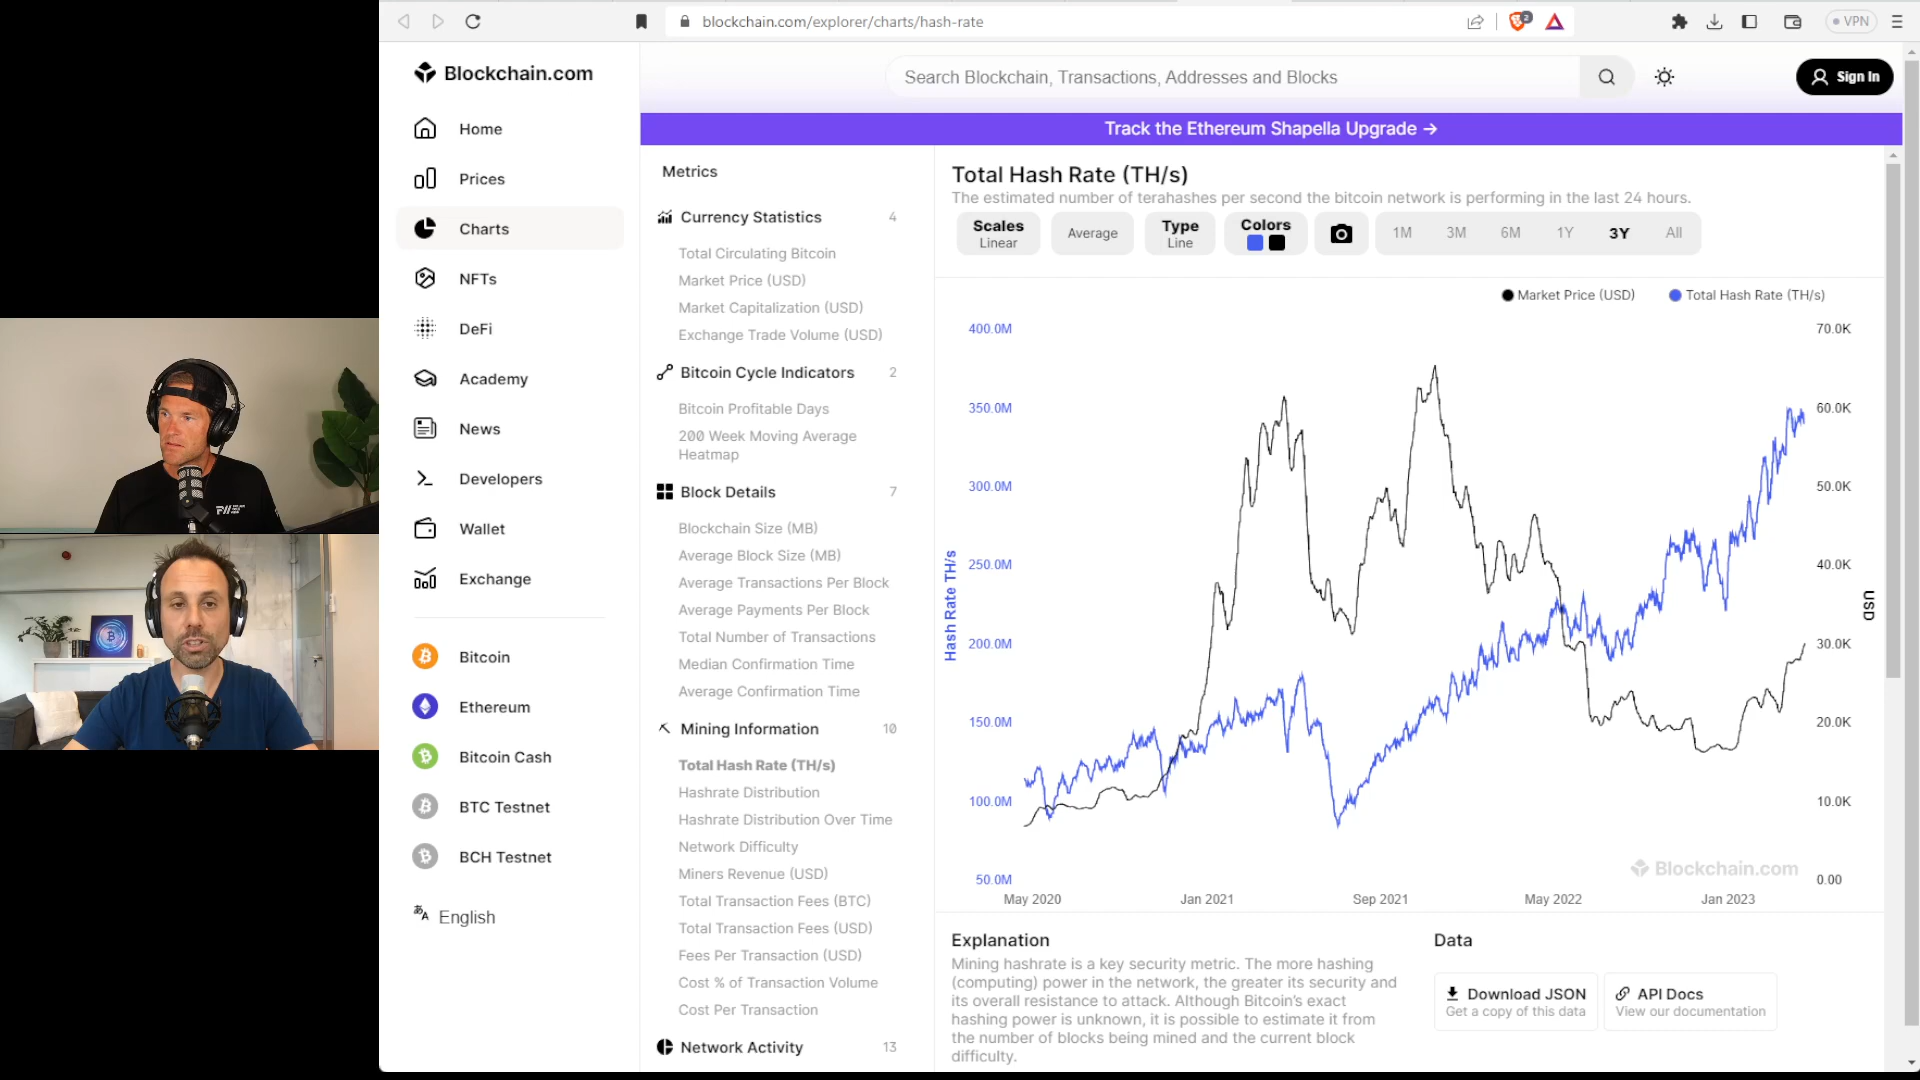 blockchain.com/explorer/charts/hash-rate
2
VPN
Blockchain.com
Search Blockchain, Transactions, Addresses and Blocks
Sign In
Track the Ethereum Shapella Upgrade →
Home
Prices
Charts
NFTs
DeFi
Academy
News
Developers
Wallet
Exchange
Bitcoin
Ethereum
Bitcoin Cash
BTC Testnet
BCH Testnet
English
Metrics
Currency Statistics 4
Total Circulating Bitcoin
Market Price (USD)
Market Capitalization (USD)
Exchange Trade Volume (USD)
Bitcoin Cycle Indicators 2
Bitcoin Profitable Days
200 Week Moving Average
Heatmap
Block Details 7
Blockchain Size (MB)
Average Block Size (MB)
Average Transactions Per Block
Average Payments Per Block
Total Number of Transactions
Median Confirmation Time
Average Confirmation Time
Mining Information 10
Total Hash Rate (TH/s)
Hashrate Distribution
Hashrate Distribution Over Time
Network Difficulty
Miners Revenue (USD)
Total Transaction Fees (BTC)
Total Transaction Fees (USD)
Fees Per Transaction (USD)
Cost % of Transaction Volume
Cost Per Transaction
Network Activity 13
Total Hash Rate (TH/s)
The estimated number of terahashes per second the bitcoin network is performing in the last 24 hours.
Scales
Linear
Average
Type
Line
Colors
1M 3M 6M 1Y 3Y All
Market Price (USD) Total Hash Rate (TH/s)
400.0M
350.0M
300.0M
250.0M
200.0M
150.0M
100.0M
50.0M
Hash Rate TH/s
70.0K
60.0K
50.0K
40.0K
30.0K
20.0K
10.0K
0.00
USD
Blockchain.com
May 2020 Jan 2021 Sep 2021 May 2022 Jan 2023
Explanation
Mining hashrate is a key security metric. The more hashing
(computing) power in the network, the greater its security and
its overall resistance to attack. Although Bitcoin's exact
hashing power is unknown, it is possible to estimate it from
the number of blocks being mined and the current block
difficulty.
Data
Download JSON
Get a copy of this data
API Docs
View our documentation